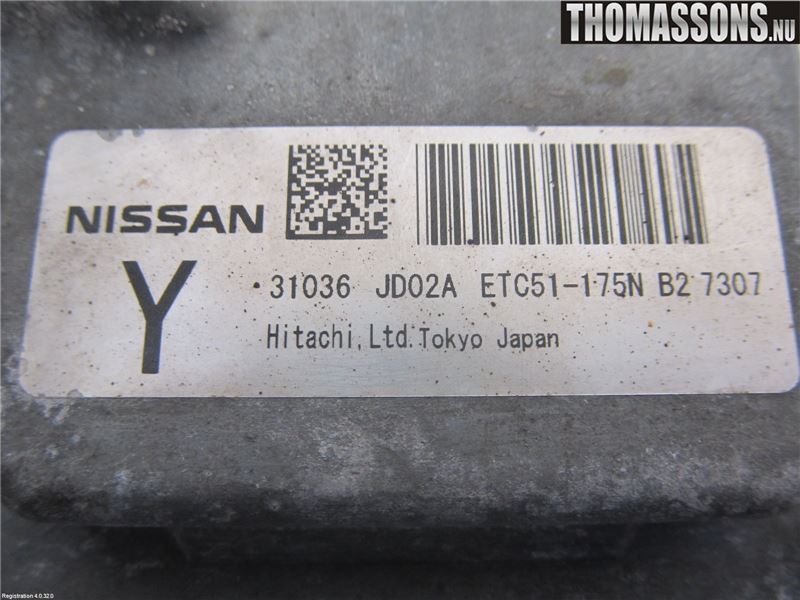 THOMASSONS.NU
NISSAN
Y
31036 JD02A ETC51-175N B2 7307
Hitachi,Ltd.Tokyo Japan
Registration 4.0.32.0